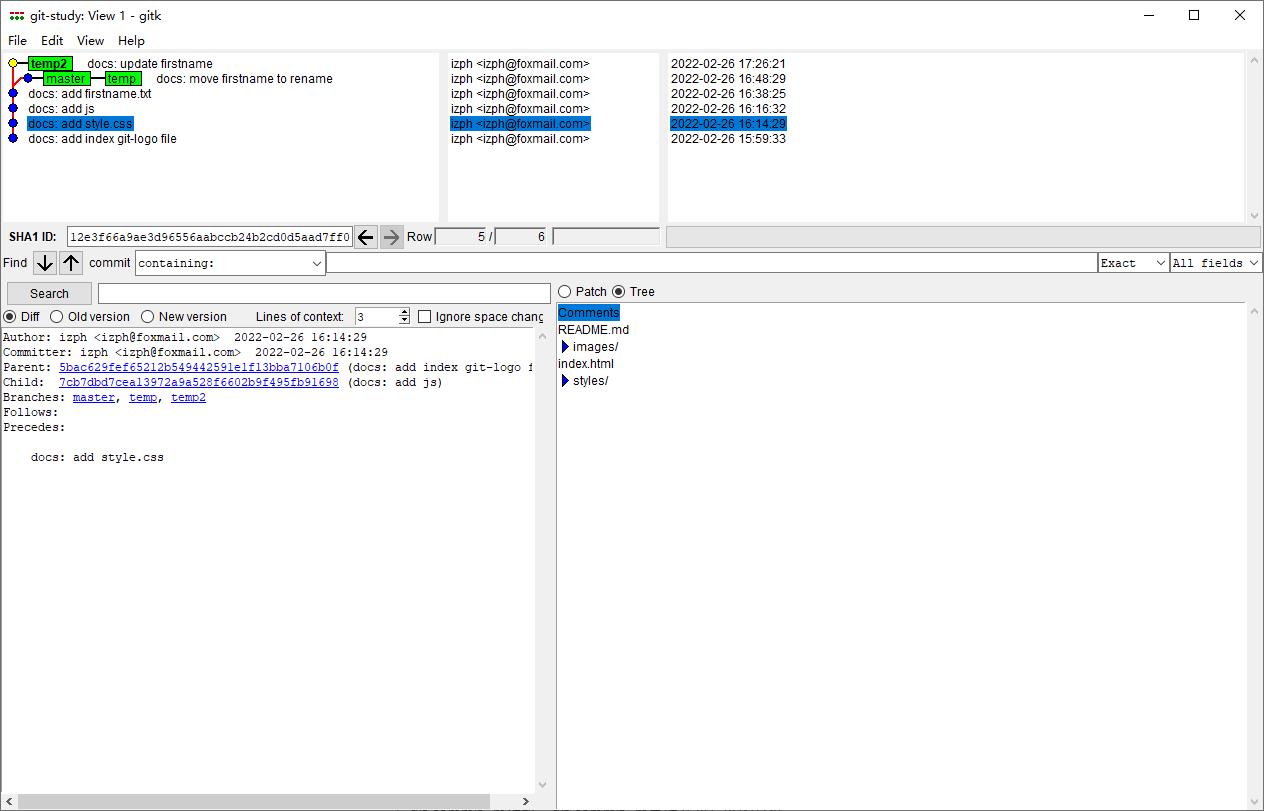 git-study: View 1 - gitk
File Edit View Help
temp2 docs: update firstname izph <izph@foxmail.com> 2022-02-26 17:26:21
master temp docs: move firstname to rename izph <izph@foxmail.com> 2022-02-26 16:48:29
docs: add firstname.txt izph <izph@foxmail.com> 2022-02-26 16:38:25
docs: add js izph <izph@foxmail.com> 2022-02-26 16:16:32
docs: add style.css izph <izph@foxmail.com> 2022-02-26 16:14:29
docs: add index git-logo file izph <izph@foxmail.com> 2022-02-26 15:59:33
SHA1 ID: 12e3f66a9ae3d96556aabccb24b2cd0d5aad7ff0 Row 5 / 6
Find commit containing: Exact All fields
Search
Diff Old version New version Lines of context: 3 Ignore space chang
Author: izph <izph@foxmail.com> 2022-02-26 16:14:29
Committer: izph <izph@foxmail.com> 2022-02-26 16:14:29
Parent: 5bac629fef65212b549442591e1f13bba7106b0f (docs: add index git-logo f
Child: 7cb7dbd7cea13972a9a528f6602b9f495fb91698 (docs: add js)
Branches: master, temp, temp2
Follows:
Precedes:
docs: add style.css
Patch Tree
Comments
README.md
images/
index.html
styles/